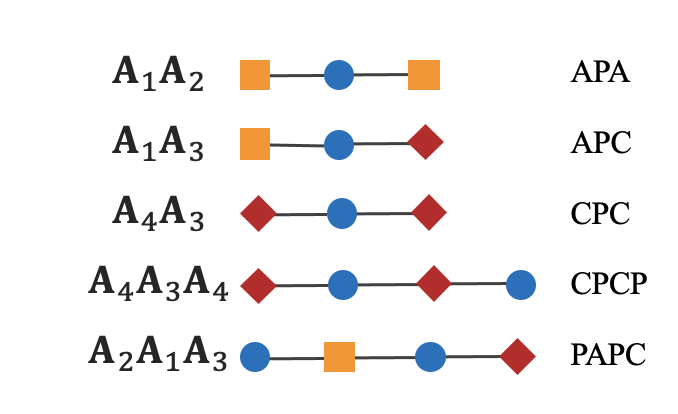 A₁A₂ APA
A₁A₃ APC
A₄A₃ CPC
A₄A₃A₄ CPCP
A₂A₁A₃ PAPC